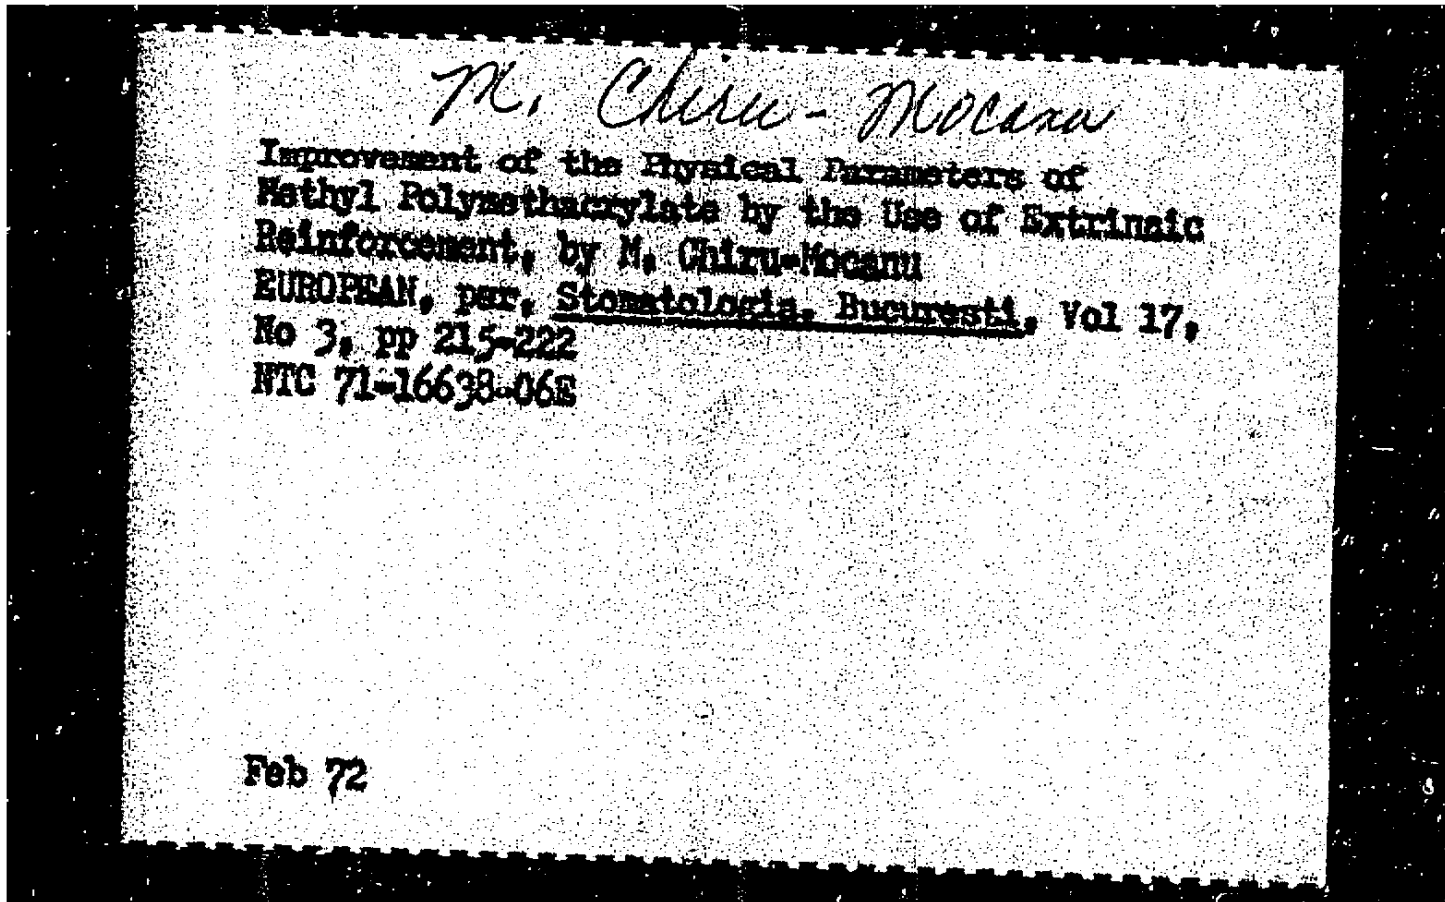 M. Chiru-Mocanu
Improvement of the Physical Parameters of
Methyl Polymethacrylate by the Use of Extrinsic
Reinforcement, by M. Chiru-Mocanu
EUROPEAN, per, Stomatologia, Bucuresti, Vol 17,
No 3, pp 215-222
NTC 71-16638-06E
Feb 72